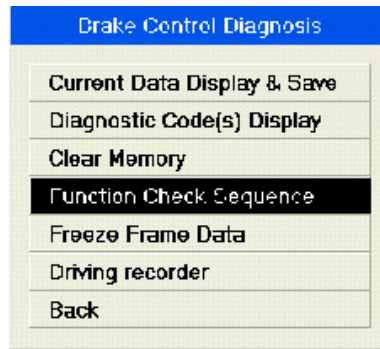 Brake Control Diagnosis
Current Data Display & Save
Diagnostic Code(s) Display
Clear Memory
Function Check Sequence
Freeze Frame Data
Driving recorder
Back